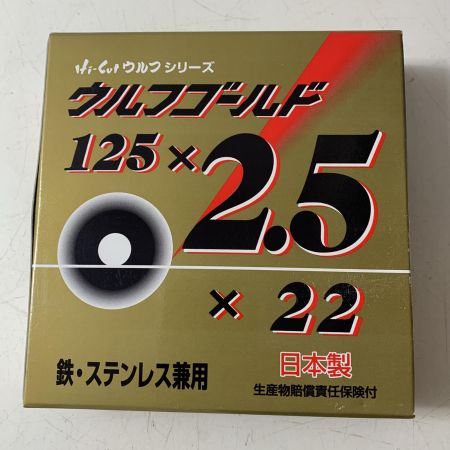 Hi-Cut ウルフシリーズ
ウルフゴールド
125×2.5
×22
鉄・ステンレス兼用
日本製
生産物賠償責任保険付